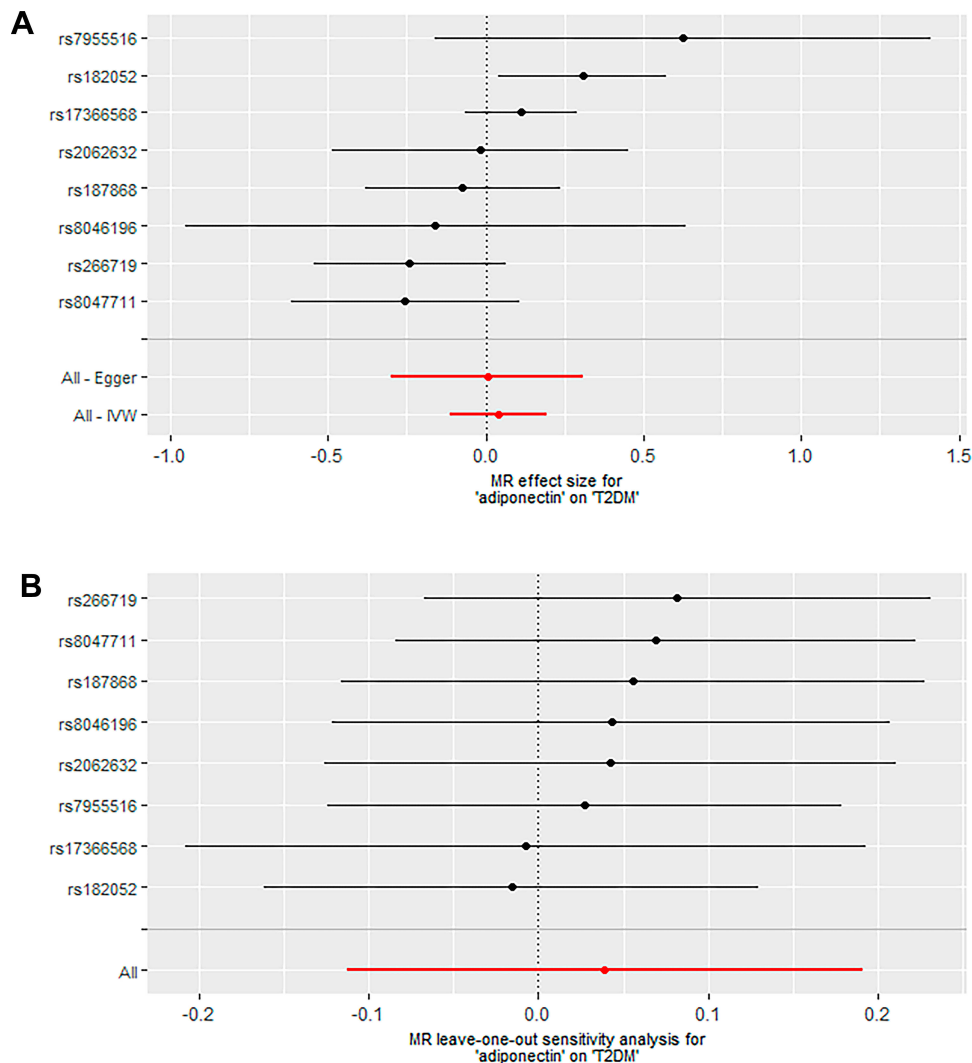 A
rs7955516
rs182052
rs17366568
rs2062632
rs187868
rs8046196
rs266719
rs8047711
All - Egger
All - IVW
-1.0 -0.5 0.0 0.5 1.0 1.5
MR effect size for
'adiponectin' on 'T2DM'
B
rs266719
rs8047711
rs187868
rs8046196
rs2062632
rs7955516
rs17366568
rs182052
All
-0.2 -0.1 0.0 0.1 0.2
MR leave-one-out sensitivity analysis for
'adiponectin' on 'T2DM'